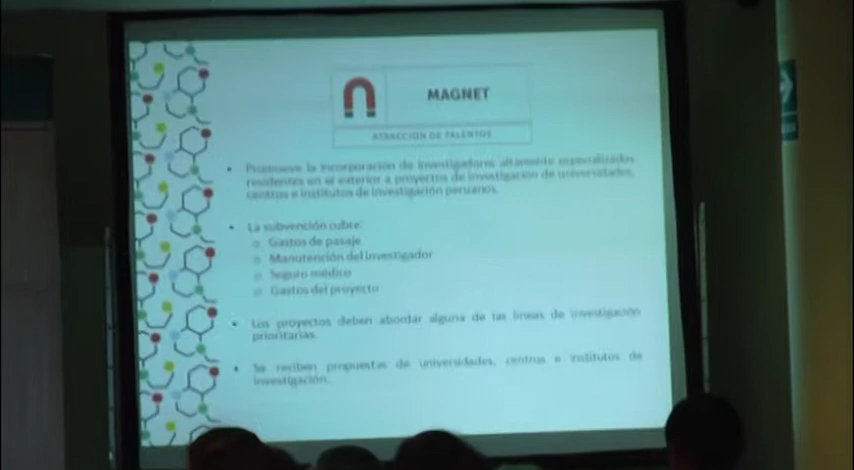 MAGNET
ATRACCIÓN DE TALENTOS
• Promueve la incorporación de investigadores altamente especializados
residentes en el exterior a proyectos de investigación de universidades,
centros e institutos de investigación peruanos.
• La subvención cubre:
o Gastos de pasaje
o Manutención del investigador
o Seguro médico
o Gastos del proyecto
• Los proyectos deben abordar alguna de las líneas de investigación
prioritarias.
• Se reciben propuestas de universidades, centros e institutos de
investigación.